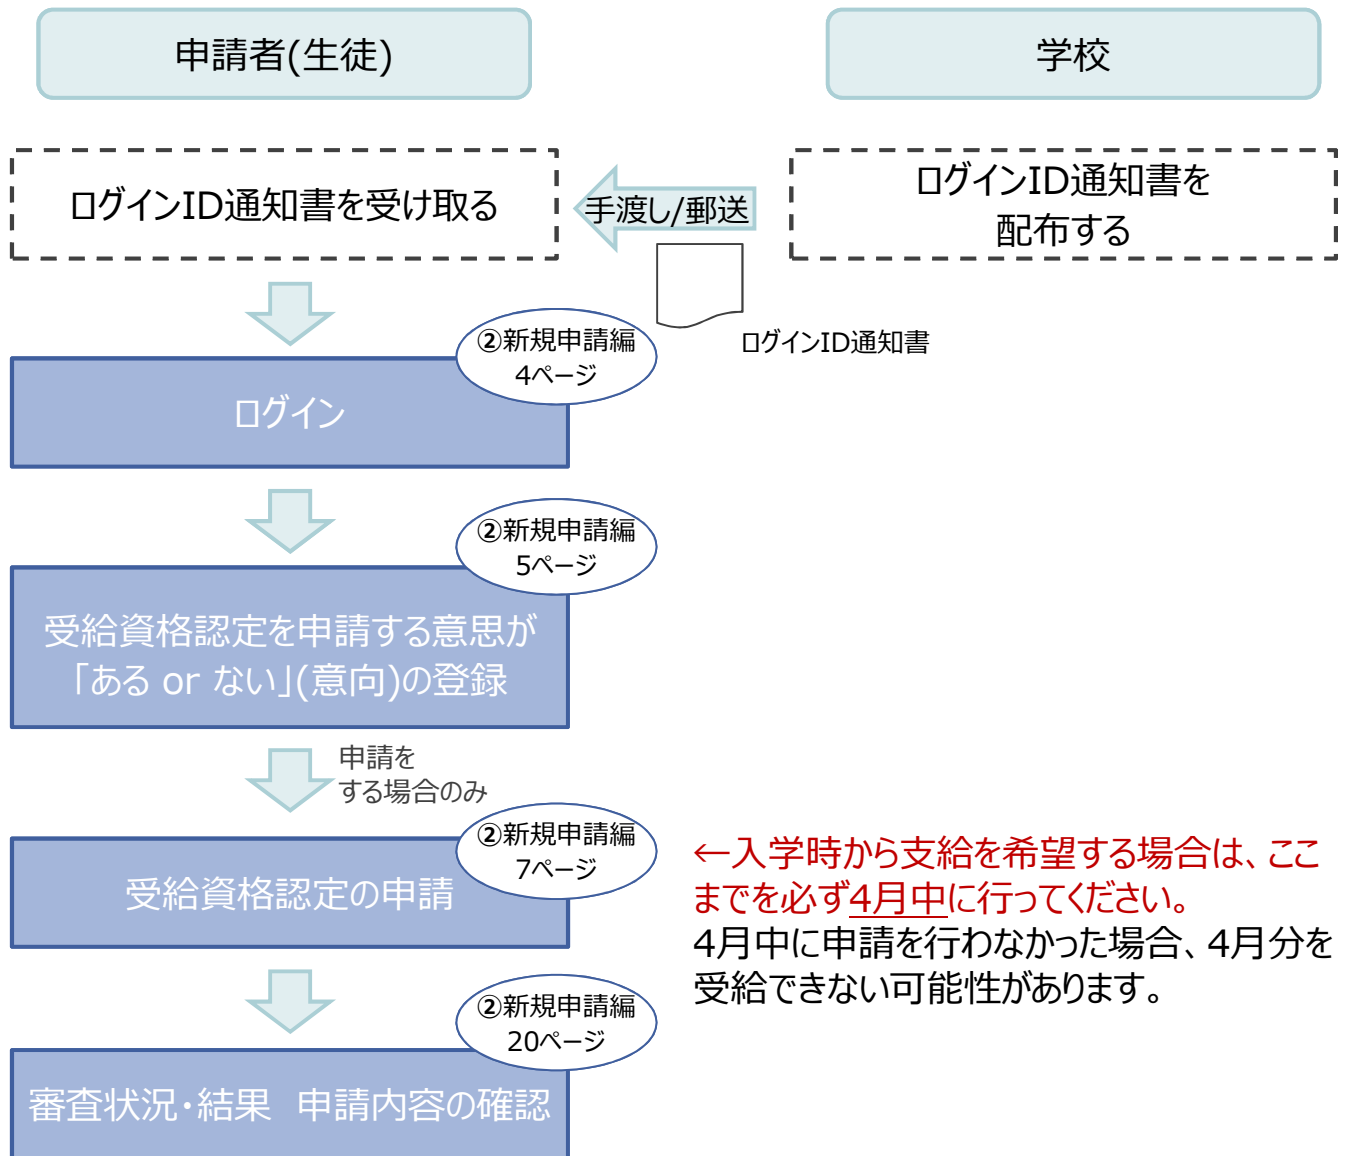 申請者(生徒)
学校
ログインID通知書を受け取る
手渡し/郵送
ログインID通知書を
配布する
ログインID通知書
②新規申請編
4ページ
ログイン
②新規申請編
5ページ
受給資格認定を申請する意思が
「ある or ない」(意向)の登録
申請を
する場合のみ
②新規申請編
7ページ
受給資格認定の申請
←入学時から支給を希望する場合は、ここ
までを必ず4月中に行ってください。
4月中に申請を行わなかった場合、4月分を
受給できない可能性があります。
②新規申請編
20ページ
審査状況・結果　申請内容の確認